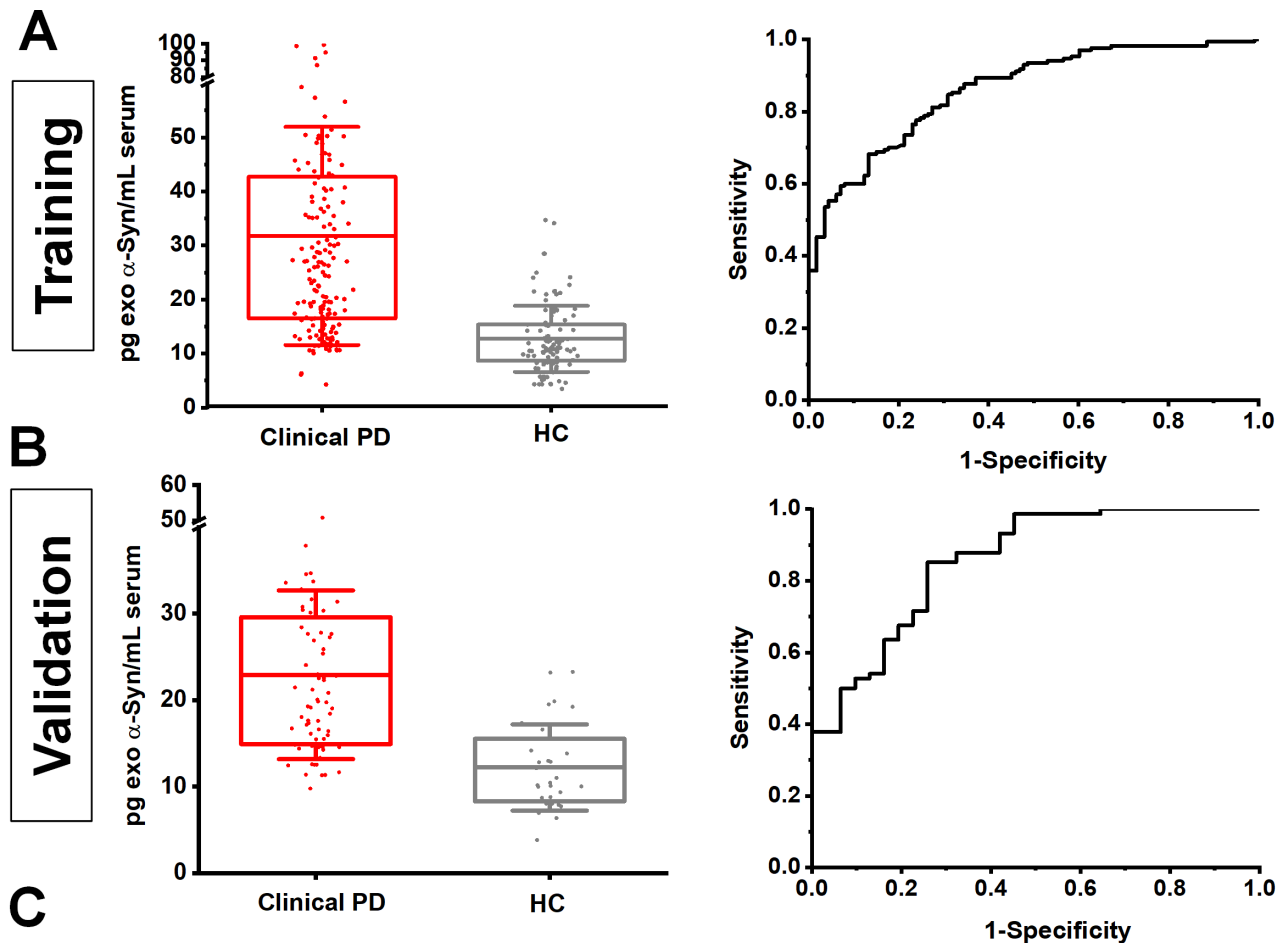 A
Training
pg exo α-Syn/mL serum
100
90
80
50
40
30
20
10
0
Clinical PD
HC
Sensitivity
1.0
0.8
0.6
0.4
0.2
0.0
0.0 0.2 0.4 0.6 0.8 1.0
1-Specificity
B
Validation
pg exo α-Syn/mL serum
60
50
30
20
10
0
Clinical PD
HC
Sensitivity
1.0
0.8
0.6
0.4
0.2
0.0
0.0 0.2 0.4 0.6 0.8 1.0
1-Specificity
C